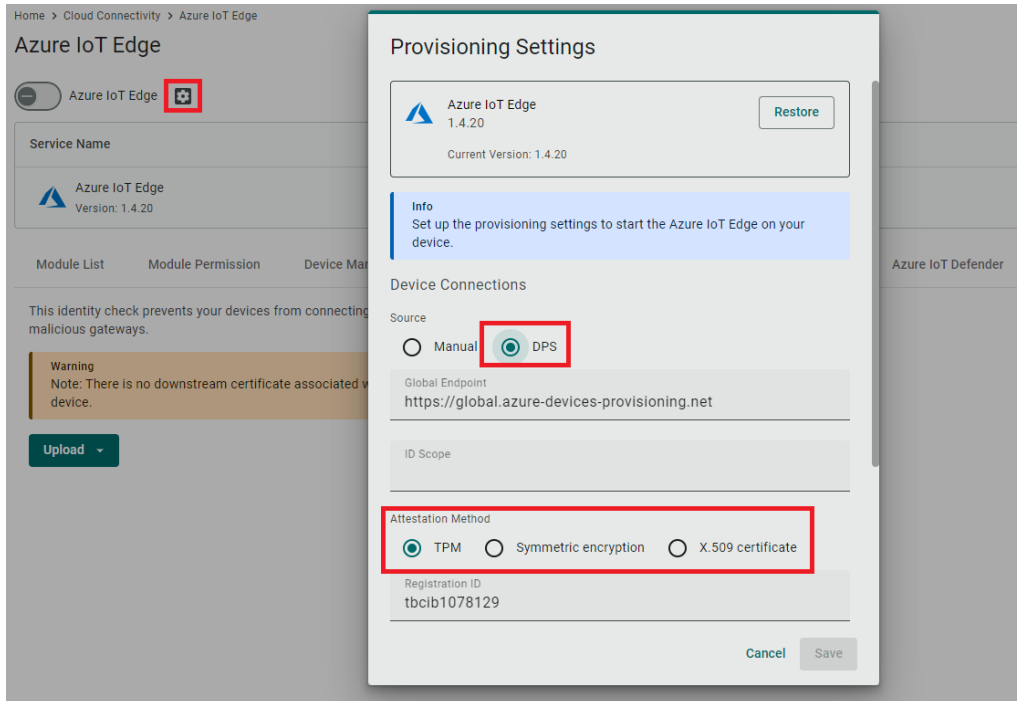 Home > Cloud Connectivity > Azure IoT Edge
Azure IoT Edge
Azure IoT Edge
Service Name
Azure IoT Edge
Version: 1.4.20
Module List Module Permission Device Mar
Azure IoT Defender
This identity check prevents your devices from connecting
malicious gateways.
Warning
Note: There is no downstream certificate associated w
device.
Upload
Provisioning Settings
Azure IoT Edge
1.4.20
Restore
Current Version: 1.4.20
Info
Set up the provisioning settings to start the Azure IoT Edge on your
device.
Device Connections
Source
Manual DPS
Global Endpoint
https://global.azure-devices-provisioning.net
ID Scope
Attestation Method
TPM Symmetric encryption X.509 certificate
Registration ID
tbcib1078129
Cancel Save